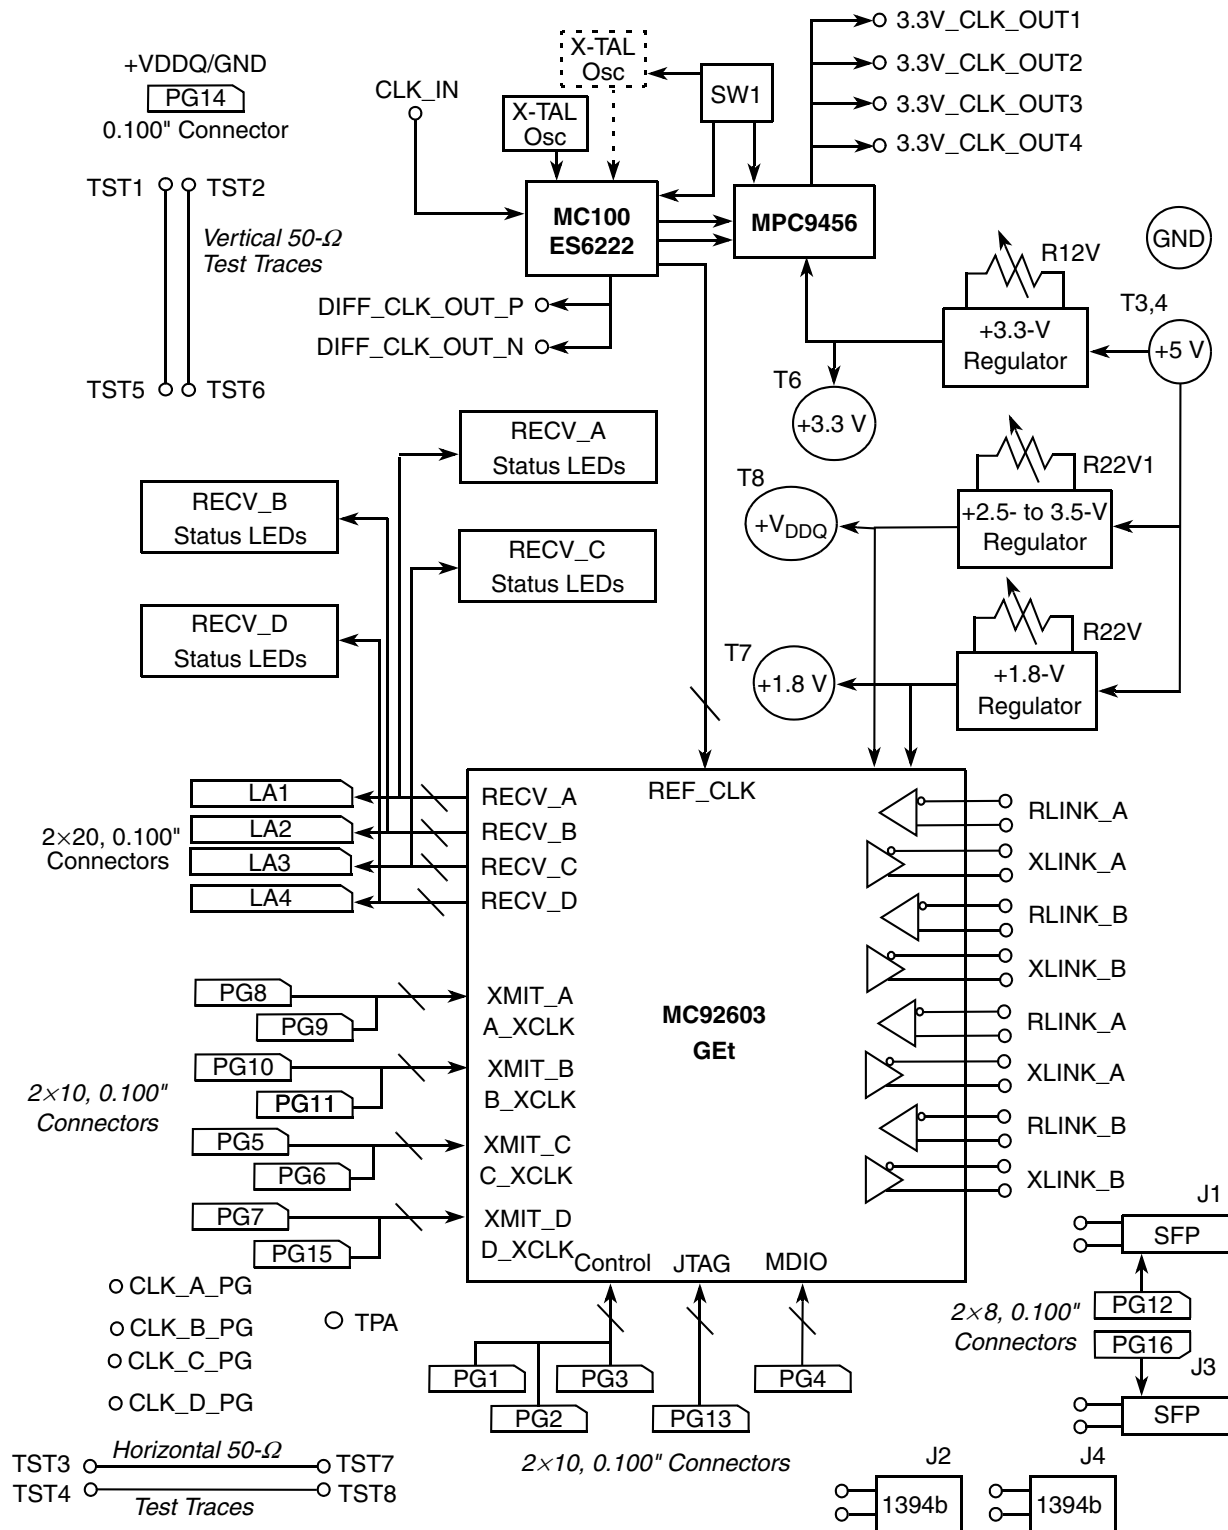 3.3V_CLK_OUT1
3.3V_CLK_OUT2
3.3V_CLK_OUT3
3.3V_CLK_OUT4
+VDDQ/GND
PG14
0.100" Connector
CLK_IN
X-TAL
Osc
X-TAL
Osc
SW1
TST1
TST2
Vertical 50-Ω
Test Traces
TST5
TST6
MC100
ES6222
MPC9456
GND
R12V
T3,4
+3.3-V
Regulator
+5 V
DIFF_CLK_OUT_P
DIFF_CLK_OUT_N
T6
+3.3 V
RECV_A
Status LEDs
RECV_B
Status LEDs
RECV_C
Status LEDs
RECV_D
Status LEDs
R22V1
T8
+VDDQ
+2.5- to 3.5-V
Regulator
R22V
T7
+1.8 V
+1.8-V
Regulator
LA1
LA2
LA3
LA4
2×20, 0.100"
Connectors
RECV_A
RECV_B
RECV_C
RECV_D
REF_CLK
RLINK_A
XLINK_A
RLINK_B
XLINK_B
RLINK_A
XLINK_A
RLINK_B
XLINK_B
MC92603
GEt
PG8
PG9
PG10
PG11
PG5
PG6
PG7
PG15
2×10, 0.100"
Connectors
XMIT_A
A_XCLK
XMIT_B
B_XCLK
XMIT_C
C_XCLK
XMIT_D
D_XCLK
Control
JTAG
MDIO
J1
SFP
PG12
2×8, 0.100"
Connectors
PG16
J3
SFP
CLK_A_PG
CLK_B_PG
CLK_C_PG
CLK_D_PG
TPA
PG1
PG2
PG3
PG13
PG4
2×10, 0.100" Connectors
Horizontal 50-Ω
TST3
TST7
TST4
TST8
Test Traces
J2
1394b
J4
1394b